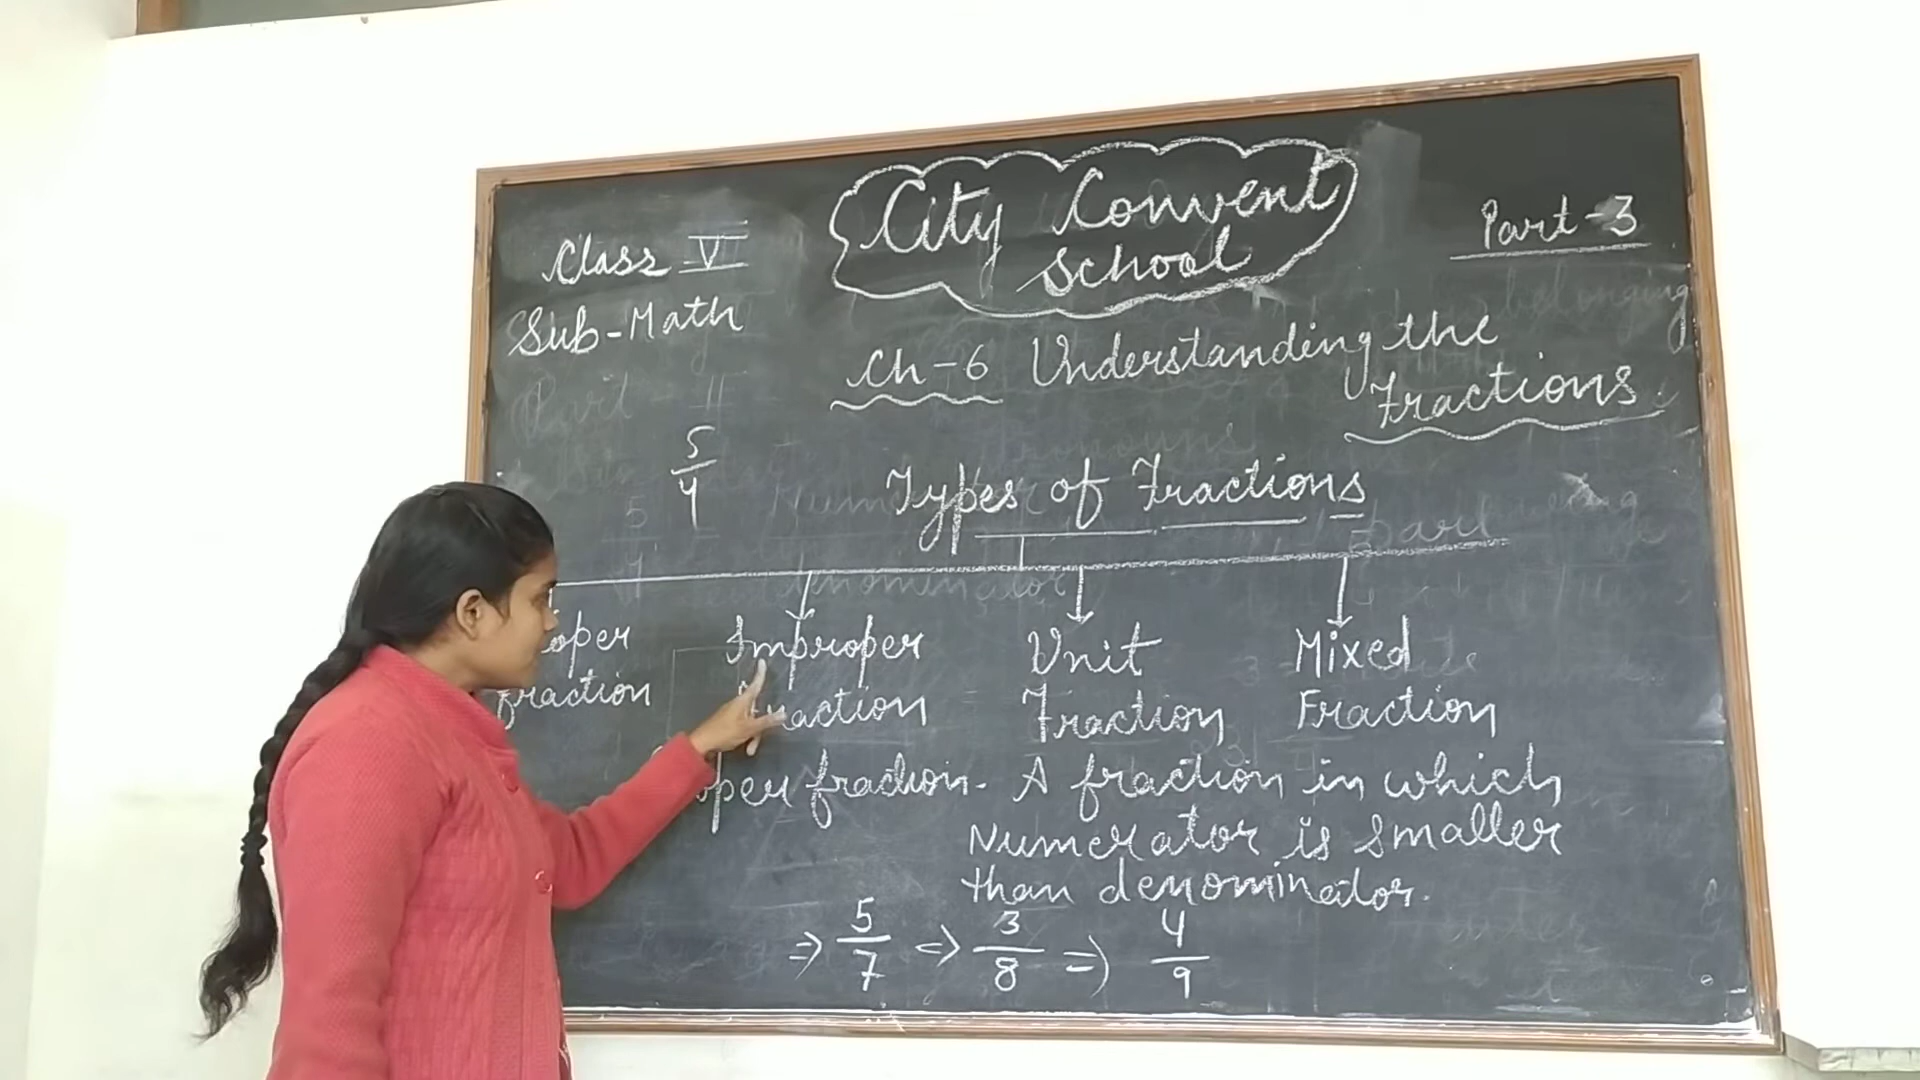 City Convent
School
Class V
Sub-Math
Part-3
Ch-6 Understanding the
Fractions.
5
4
Types of Fractions
oper
fraction
Improper
Fraction
Unit
Fraction
Mixed
Fraction
oper fraction - A fraction in which
Numerator is smaller
than denominator.
⇒ 5/7 ⇒ 3/8 ⇒ 4/9